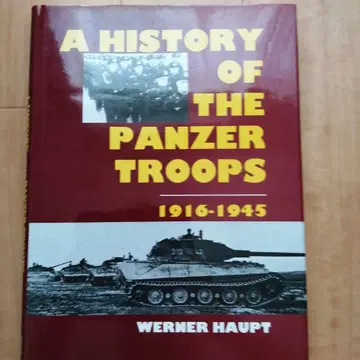 A HISTORY
OF
THE
PANZER
TROOPS
1916-1945
WERNER HAUPT